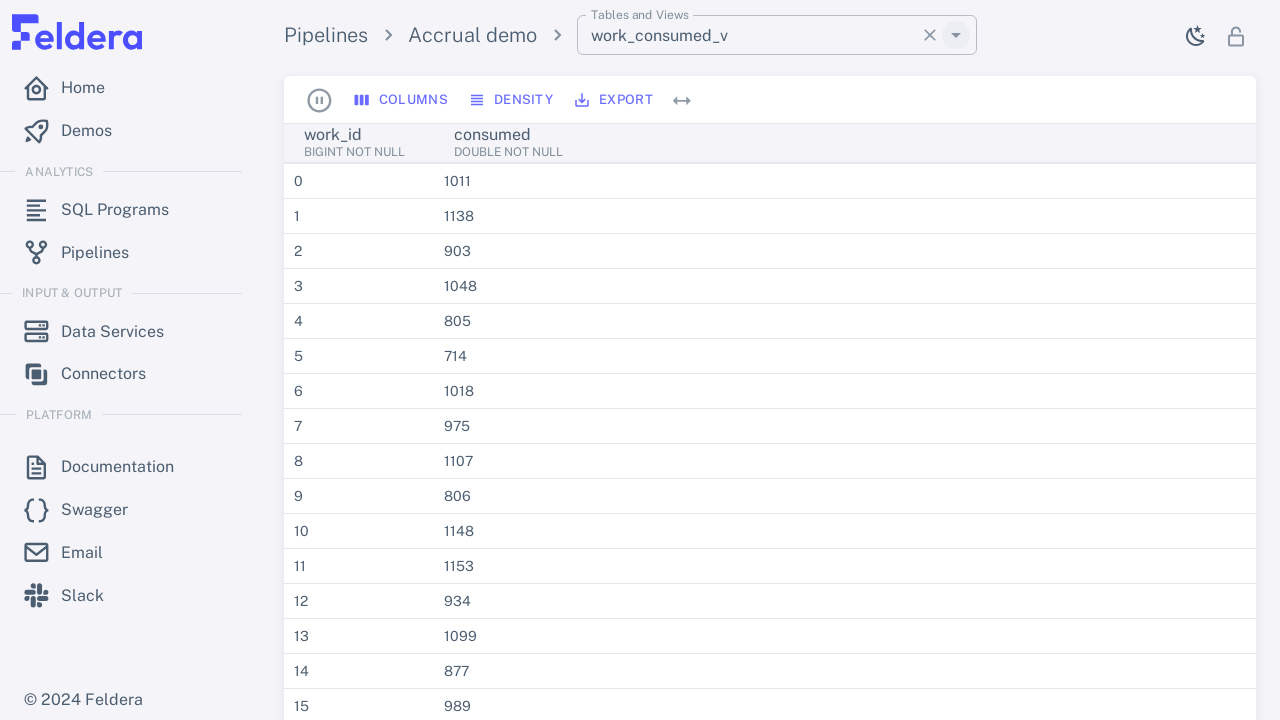 Feldera
Home
Demos
ANALYTICS
SQL Programs
Pipelines
INPUT & OUTPUT
Data Services
Connectors
PLATFORM
Documentation
Swagger
Email
Slack
© 2024 Feldera
Pipelines
Accrual demo
Tables and Views
work_consumed_v
COLUMNS DENSITY EXPORT
work_id consumed
BIGINT NOT NULL DOUBLE NOT NULL
0 1011
1 1138
2 903
3 1048
4 805
5 714
6 1018
7 975
8 1107
9 806
10 1148
11 1153
12 934
13 1099
14 877
15 989